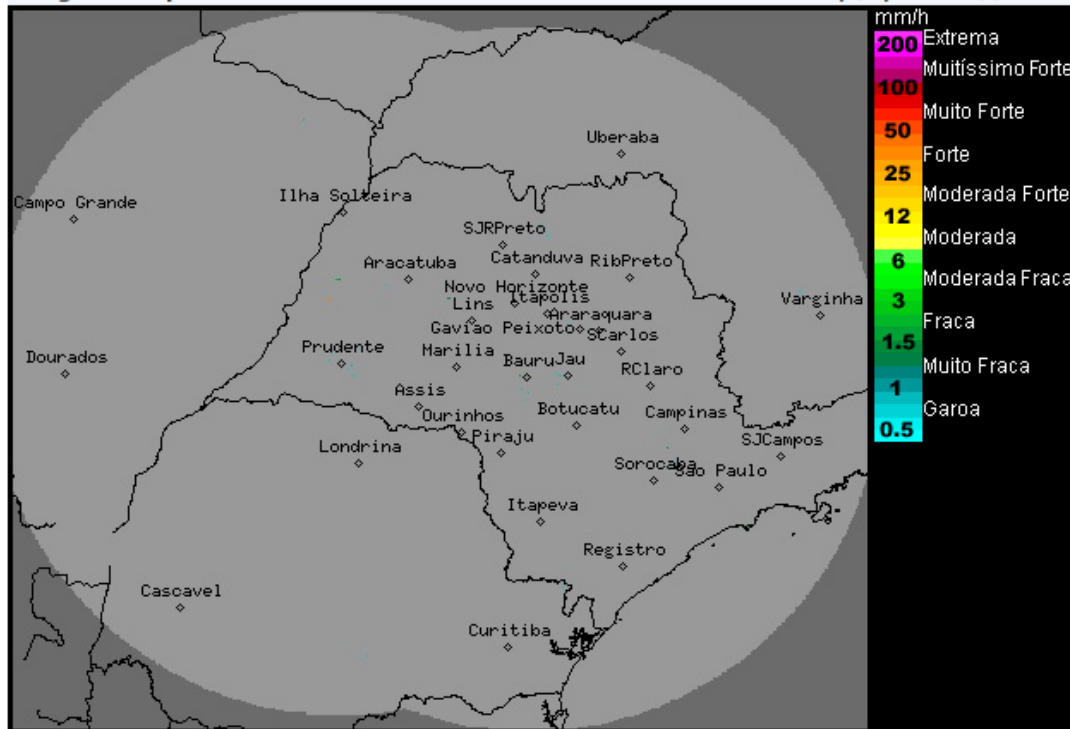 mm/h
200 Extrema
Muitíssimo Forte
100
Muito Forte
50
Forte
25
Moderada Forte
12
Moderada
6
Moderada Fraca
3
Fraca
1.5
Muito Fraca
1
Garoa
0.5
Uberaba
Ilha Solteira
Campo Grande
SJRPreto
Catanduva
RibPreto
Aracatuba
Novo Horizonte
Itapolis
Varginha
Lins
Araraquara
Gaviao Peixoto
SCarlos
Prudente
Marilia
Dourados
Bauru
Jau
RClaro
Assis
Botucatu
Campinas
Ourinhos
Piraju
SJCampos
Londrina
Sorocaba
Sao Paulo
Itapeva
Registro
Cascavel
Curitiba